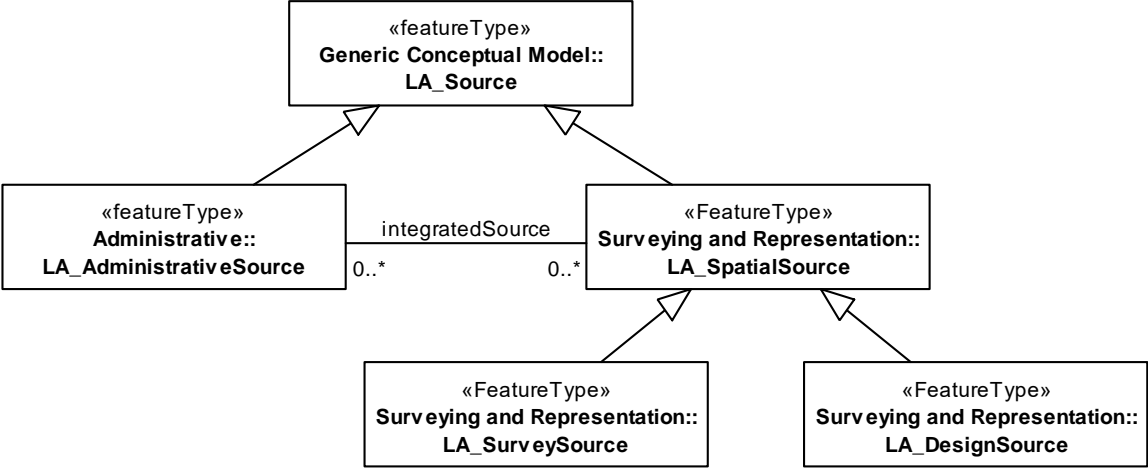 «featureType»
Generic Conceptual Model::
LA_Source
«featureType»
Administrative::
LA_AdministrativeSource
integratedSource
0..*
0..*
«FeatureType»
Surveying and Representation::
LA_SpatialSource
«FeatureType»
Surveying and Representation::
LA_SurveySource
«FeatureType»
Surveying and Representation::
LA_DesignSource